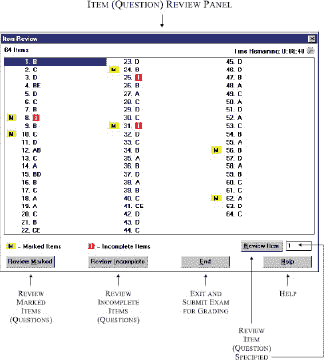 ITEM (QUESTION) REVIEW PANEL
Item Review
64 Items
Time Remaining: 0:00:40
1. B
2. C
3. D
4. BE
5. D
6. C
7. B
M 8. I
9. B
M 10. C
11. D
12. AB
13. C
14. A
15. BD
16. B
17. C
18. A
19. A
20. C
21. B
22. CE
23. D
M 24. B
25. I
26. B
27. A
28. C
29. D
30. B
M 31. I
32. D
33. C
34. B
35. A
36. B
37. A
38. B
39. B
40. C
41. CE
42. D
43. D
44. C
45. D
46. D
47. B
48. A
49. C
50. A
51. D
52. A
53. C
54. B
55. A
M 56. B
57. D
58. A
59. B
60. C
61. C
M 62. A
63. D
64. C
M - Marked Items
I - Incomplete Items
Review Item 1
Review Marked
Review Incomplete
End
Help
REVIEW
MARKED
ITEMS
(QUESTIONS)
REVIEW
INCOMPLETE
ITEMS
(QUESTIONS)
EXIT AND
SUBMIT EXAM
FOR GRADING
HELP
REVIEW
ITEM
(QUESTION)
SPECIFIED